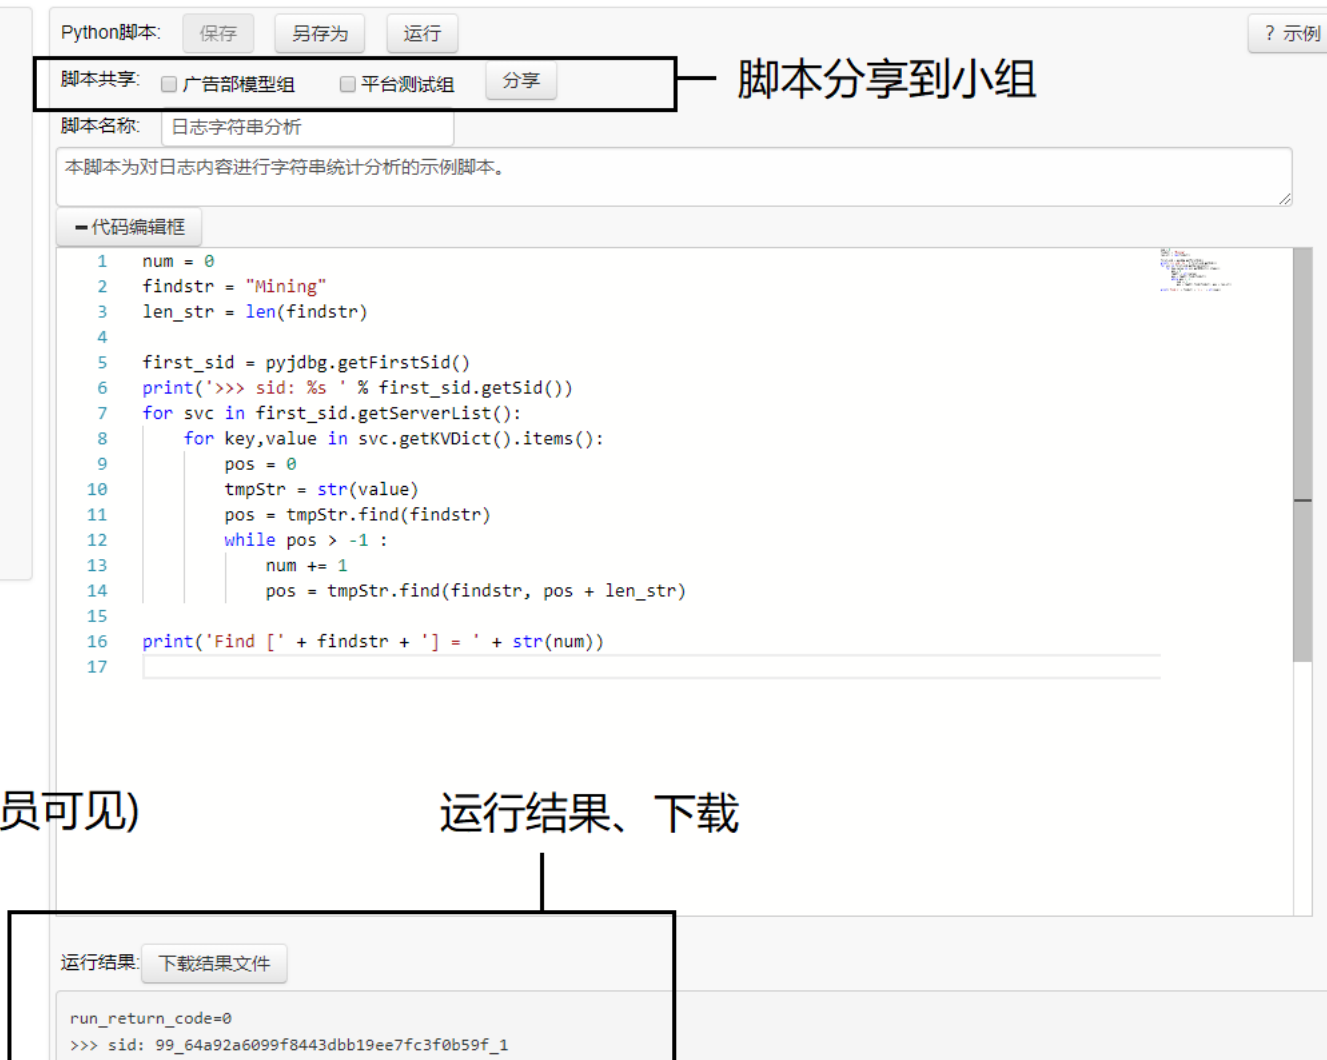 Python脚本: 保存 另存为 运行 ? 示例
脚本共享: 广告部模型组 平台测试组 分享 脚本分享到小组
脚本名称: 日志字符串分析
本脚本为对日志内容进行字符串统计分析的示例脚本。
代码编辑框
1 num = 0
2 findstr = "Mining"
3 len_str = len(findstr)
4
5 first_sid = pyjdbg.getFirstSid()
6 print('>>> sid: %s ' % first_sid.getSid())
7 for svc in first_sid.getServerList():
8 for key,value in svc.getKVDict().items():
9 pos = 0
10 tmpStr = str(value)
11 pos = tmpStr.find(findstr)
12 while pos > -1 :
13 num += 1
14 pos = tmpStr.find(findstr, pos + len_str)
15
16 print('Find [' + findstr + '] = ' + str(num))
17
员可见) 运行结果、下载
运行结果: 下载结果文件
run_return_code=0
>>> sid: 99_64a92a6099f8443dbb19ee7fc3f0b59f_1